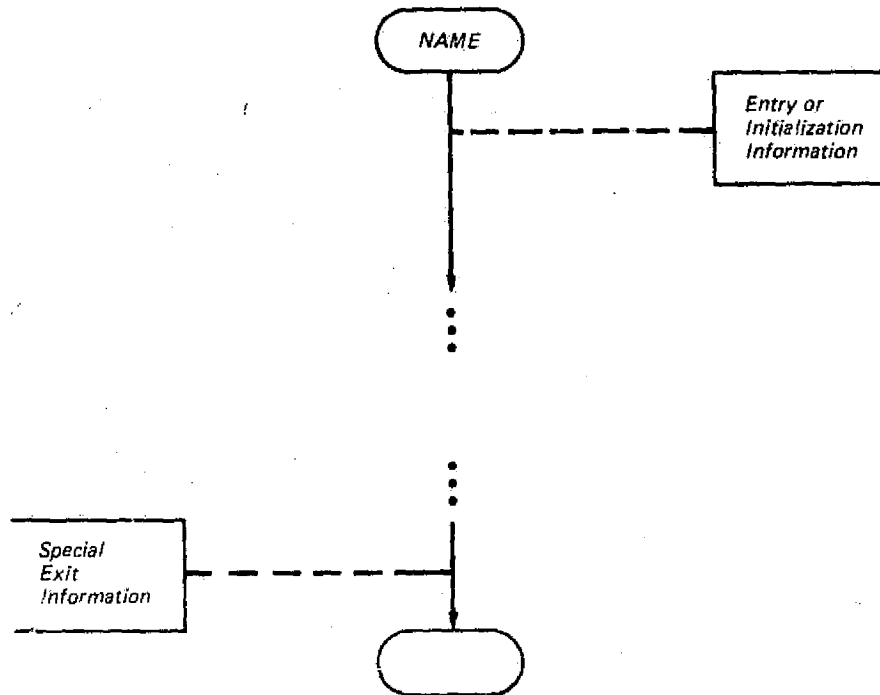 NAME
Entry or
Initialization
Information
Special
Exit
Information